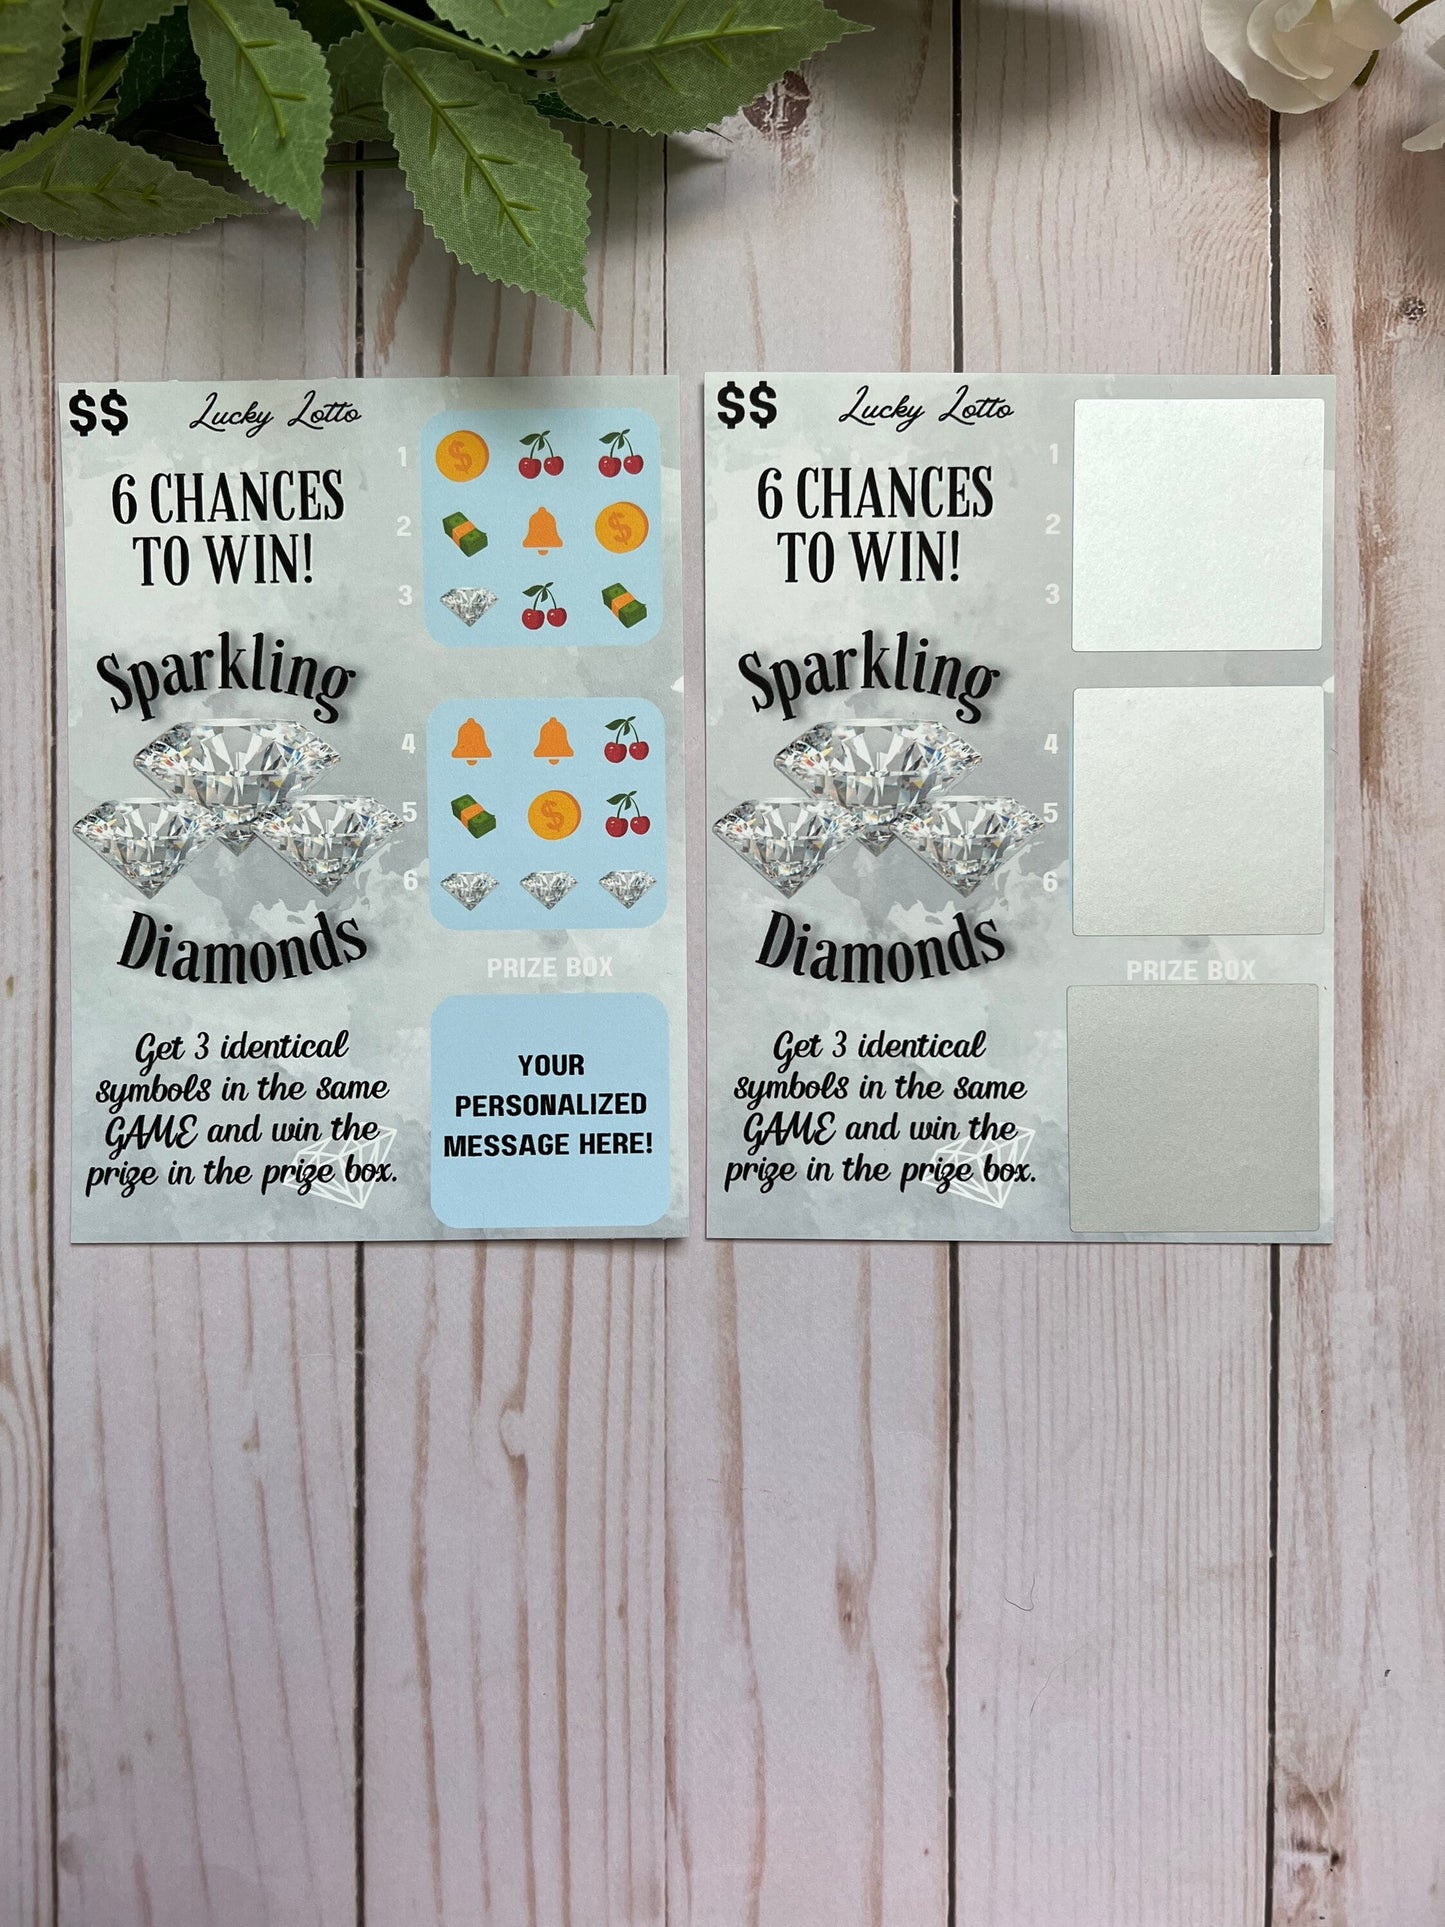 $$ Lucky Lotto
6 CHANCES
TO WIN!
1
2
3
Sparkling
4
5
6
Diamonds
PRIZE BOX
Get 3 identical
symbols in the same
GAME and win the
prize in the prize box.
YOUR
PERSONALIZED
MESSAGE HERE!
$$ Lucky Lotto
6 CHANCES
TO WIN!
1
2
3
Sparkling
4
5
6
Diamonds
PRIZE BOX
Get 3 identical
symbols in the same
GAME and win the
prize in the prize box.